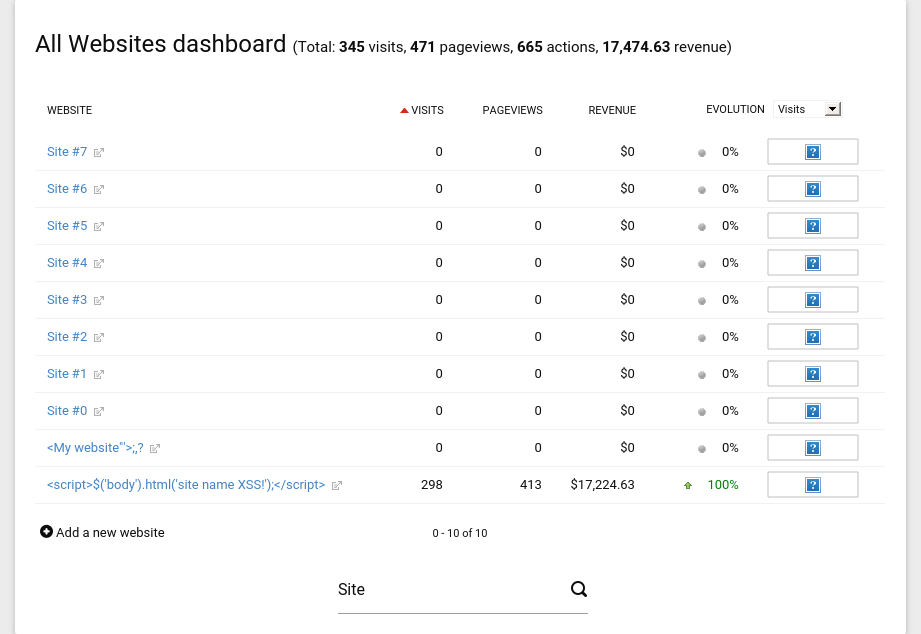 All Websites dashboard (Total: 345 visits, 471 pageviews, 665 actions, 17,474.63 revenue)
WEBSITE VISITS PAGEVIEWS REVENUE EVOLUTION Visits
Site #7 0 0 $0 0% ?
Site #6 0 0 $0 0% ?
Site #5 0 0 $0 0% ?
Site #4 0 0 $0 0% ?
Site #3 0 0 $0 0% ?
Site #2 0 0 $0 0% ?
Site #1 0 0 $0 0% ?
Site #0 0 0 $0 0% ?
<My website"'>;,? 0 0 $0 0% ?
<script>$('body').html('site name XSS!');</script> 298 413 $17,224.63 100% ?
Add a new website 0 - 10 of 10
Site